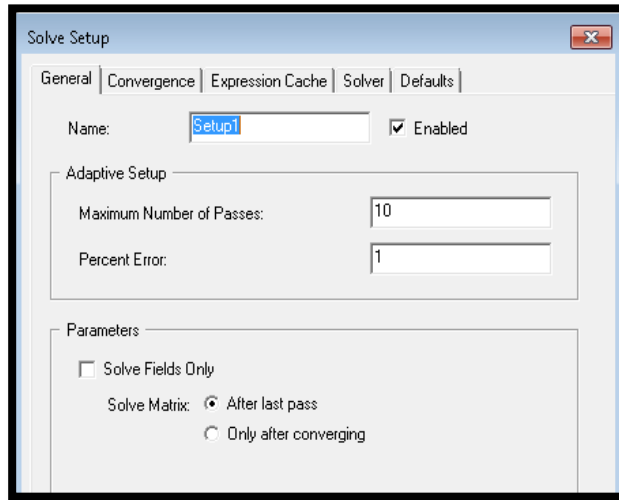 Solve Setup
General Convergence Expression Cache Solver Defaults
Name: Setup1 Enabled
Adaptive Setup
Maximum Number of Passes: 10
Percent Error: 1
Parameters
Solve Fields Only
Solve Matrix: After last pass
Only after converging